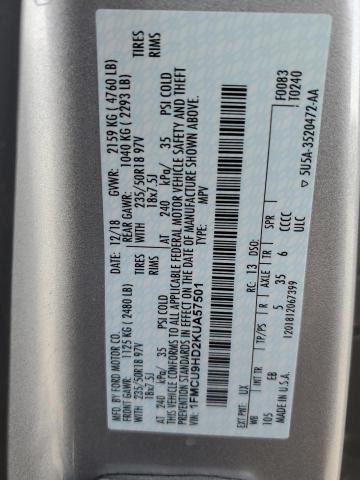 MFD. BY FORD MOTOR CO.
DATE: 12/18 GVWR: 2159 KG ( 4760 LB)
FRONT GAWR: 1125 KG ( 2480 LB) REAR GAWR: 1040 KG ( 2293 LB)
WITH 235/50R18 97V TIRES WITH 235/50R18 97V TIRES
18x7.5J RIMS 18x7.5J RIMS
AT 240 kPa/ 35 PSI COLD AT 240 kPa/ 35 PSI COLD
THIS VEHICLE CONFORMS TO ALL APPLICABLE FEDERAL MOTOR VEHICLE SAFETY AND THEFT
PREVENTION STANDARDS IN EFFECT ON THE DATE OF MANUFACTURE SHOWN ABOVE.
VIN: 1FMCU9HD2KUA57501 TYPE: MPV
F0083
T0240
EXT PNT: UX RC: 13 DSO:
WB INT TR TP/PS R AXLE TR SPR
105 EB 5 35 6 CCCC
U.S.A. 1201812067399 ULC
▽ 5U5A-3520472-AA